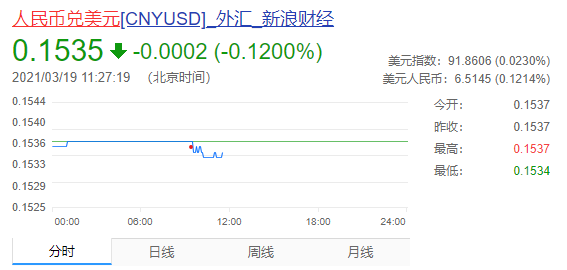 人民币兑美元[CNYUSD]_外汇_新浪财经
0.1535 -0.0002 (-0.1200%)
2021/03/19 11:27:19 （北京时间）
美元指数：91.8606 (0.0230%)
美元人民币：6.5145 (0.1214%)
今开： 0.1537
昨收： 0.1537
最高： 0.1537
最低： 0.1534
0.1544
0.1540
0.1536
0.1533
0.1529
0.1525
00:00 06:00 12:00 18:00 24:00
分时 日线 周线 月线